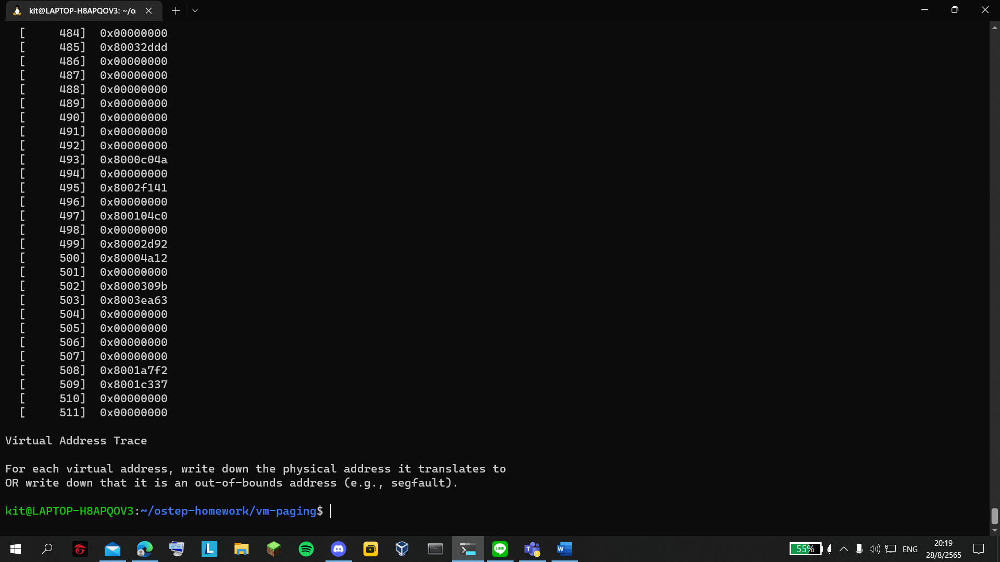 kit@LAPTOP-H8APQOV3: ~/o
[ 484] 0x00000000
[ 485] 0x80032ddd
[ 486] 0x00000000
[ 487] 0x00000000
[ 488] 0x00000000
[ 489] 0x00000000
[ 490] 0x00000000
[ 491] 0x00000000
[ 492] 0x00000000
[ 493] 0x8000c04a
[ 494] 0x00000000
[ 495] 0x8002f141
[ 496] 0x00000000
[ 497] 0x800104c0
[ 498] 0x00000000
[ 499] 0x80002d92
[ 500] 0x80004a12
[ 501] 0x00000000
[ 502] 0x8000309b
[ 503] 0x8003ea63
[ 504] 0x00000000
[ 505] 0x00000000
[ 506] 0x00000000
[ 507] 0x00000000
[ 508] 0x8001a7f2
[ 509] 0x8001c337
[ 510] 0x00000000
[ 511] 0x00000000
Virtual Address Trace
For each virtual address, write down the physical address it translates to
OR write down that it is an out-of-bounds address (e.g., segfault).
kit@LAPTOP-H8APQOV3:~/ostep-homework/vm-paging$
L
LINE
T
W
55%
ENG
20:19
28/8/2565